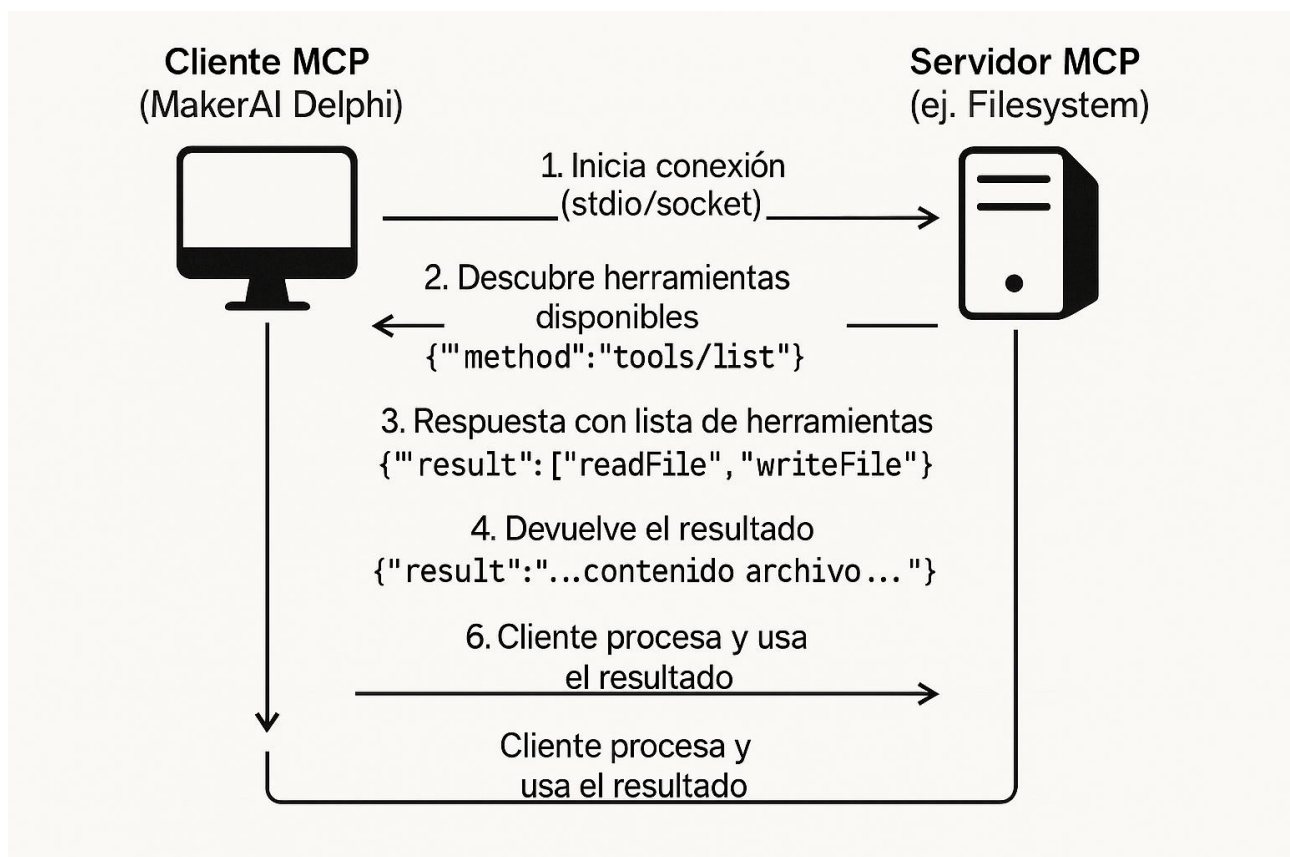 Cliente MCP
(MakerAI Delphi)
Servidor MCP
(ej. Filesystem)
1. Inicia conexión
(stdio/socket)
2. Descubre herramientas
disponibles
{"'method":"tools/list"}
3. Respuesta con lista de herramientas
{"'result": ["readFile", "writeFile"}
4. Devuelve el resultado
{"result":"...contenido archivo... "}
6. Cliente procesa y usa
el resultado
Cliente procesa y
usa el resultado